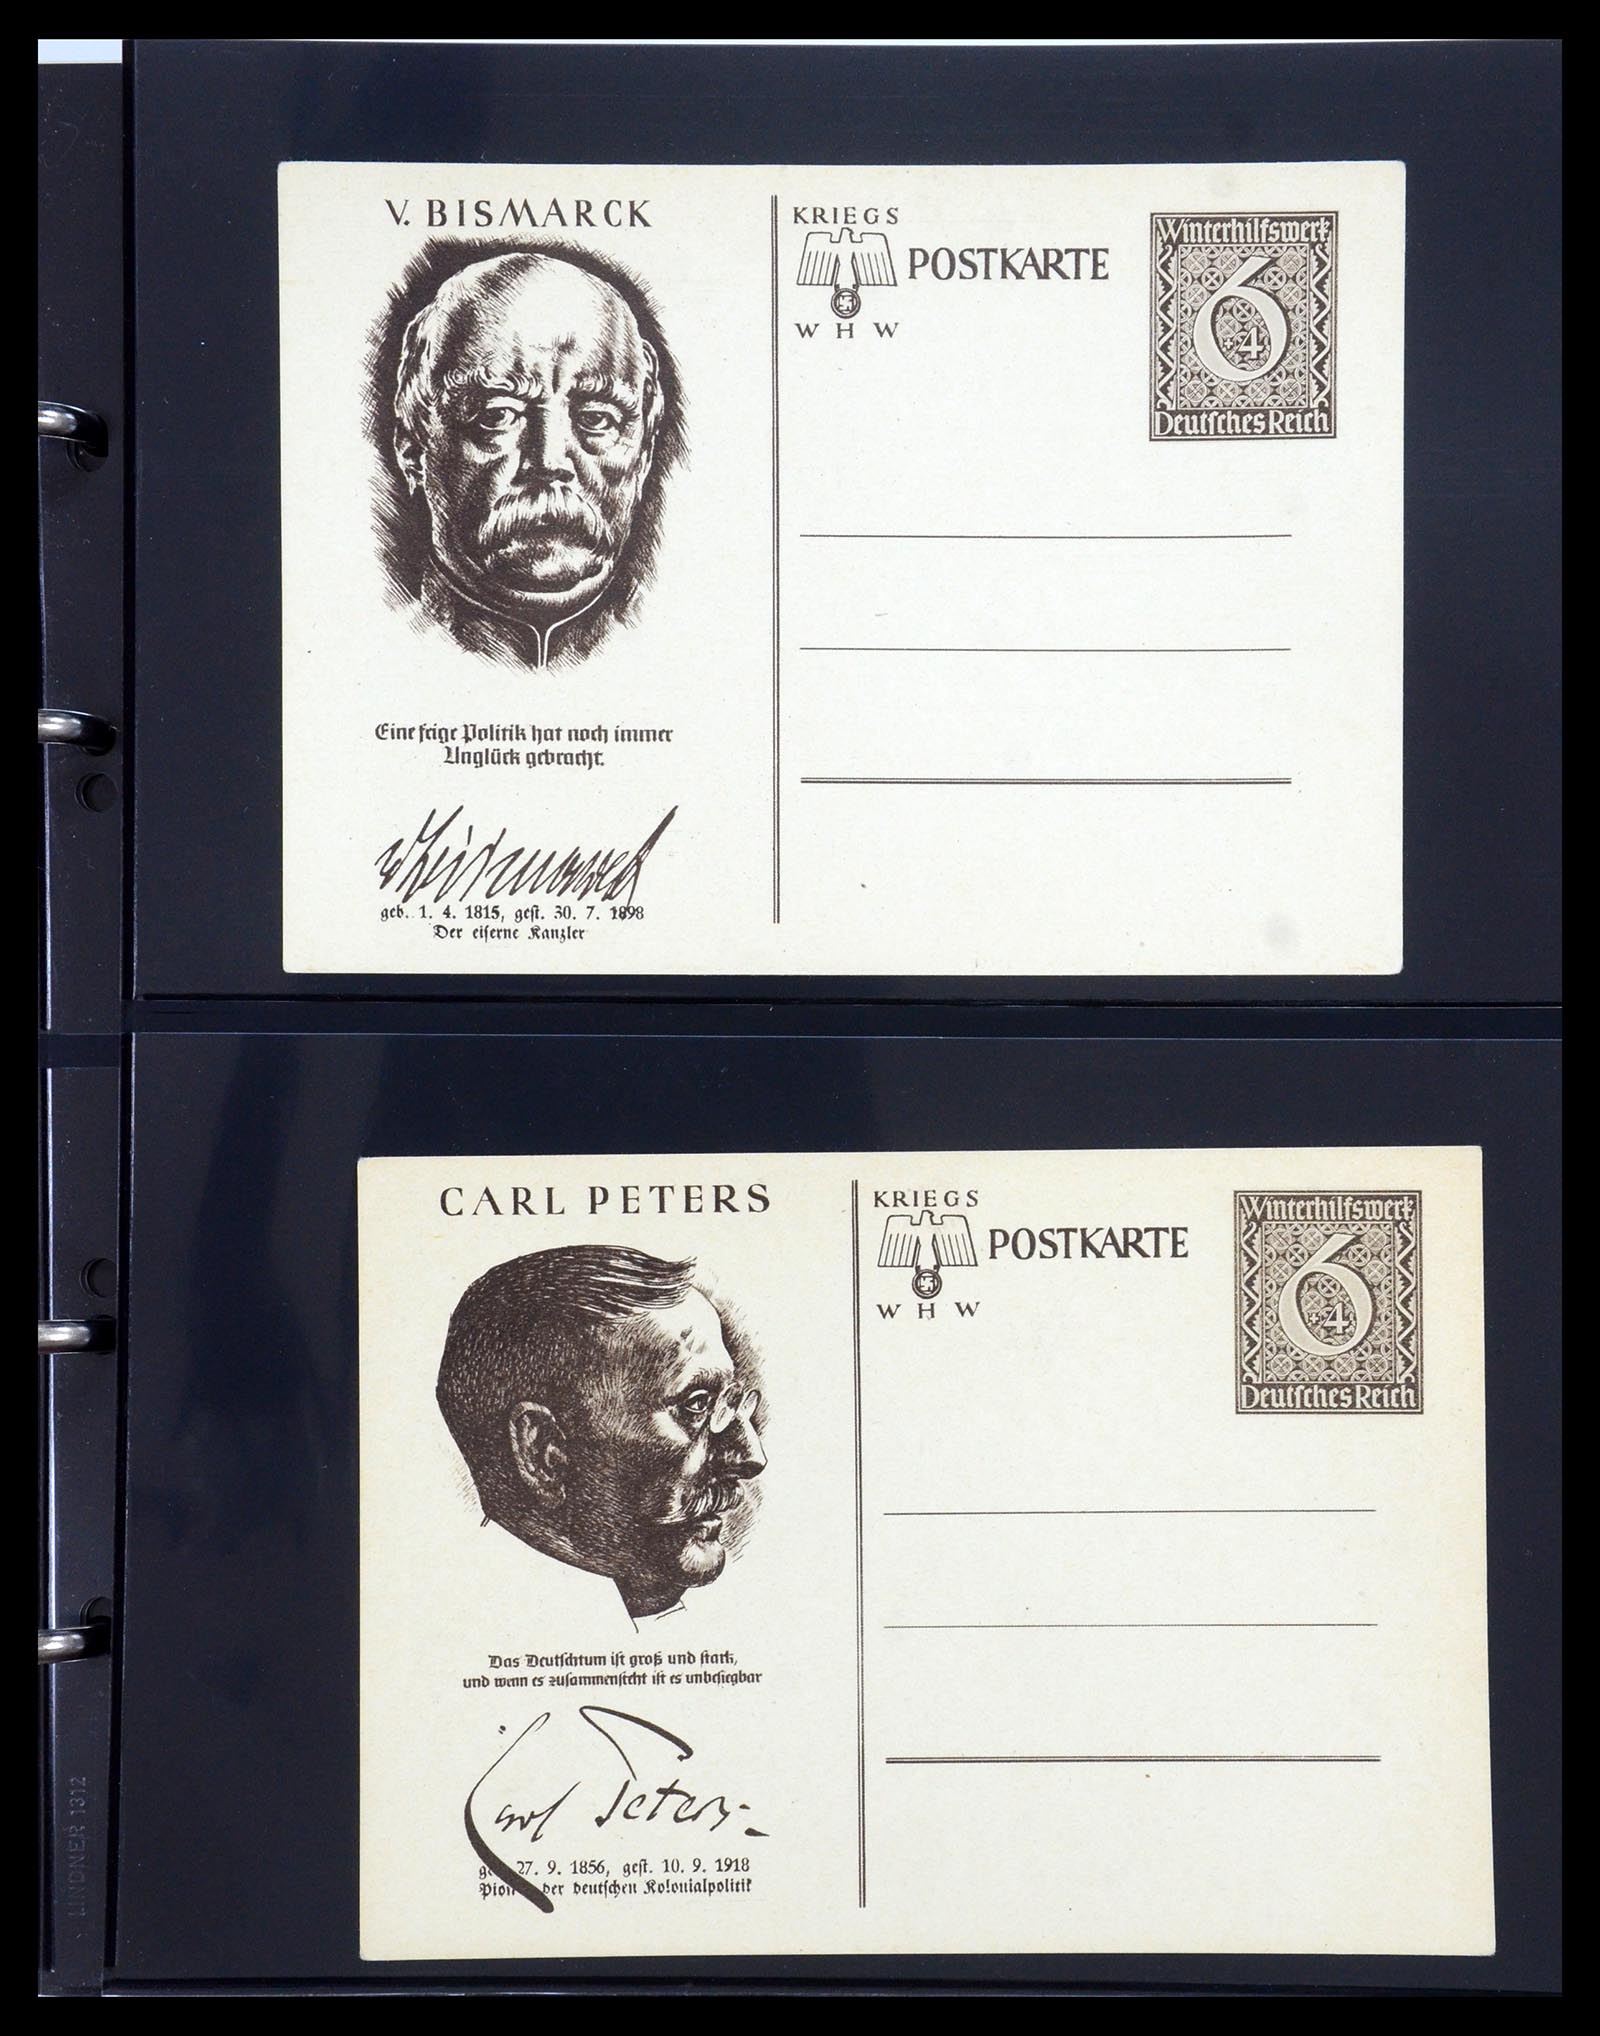 V. BISMARCK
Eine feige Politik hat noch immer
Unglück gebracht.
v Bismarck
geb. 1. 4. 1815, gest. 30. 7. 1898
Der eiserne Kanzler
KRIEGS
POSTKARTE
W H W
Winterhilfswerk
6
+4
Deutsches Reich
CARL PETERS
Das Deutschtum ist groß und stark,
und wenn es zusammensteht ist es unbesiegbar
Carl Peters
27. 9. 1856, gest. 10. 9. 1918
der deutschen Kolonialpolitik
KRIEGS
POSTKARTE
W H W
Winterhilfswerk
6
+4
Deutsches Reich
LINDNER 1312